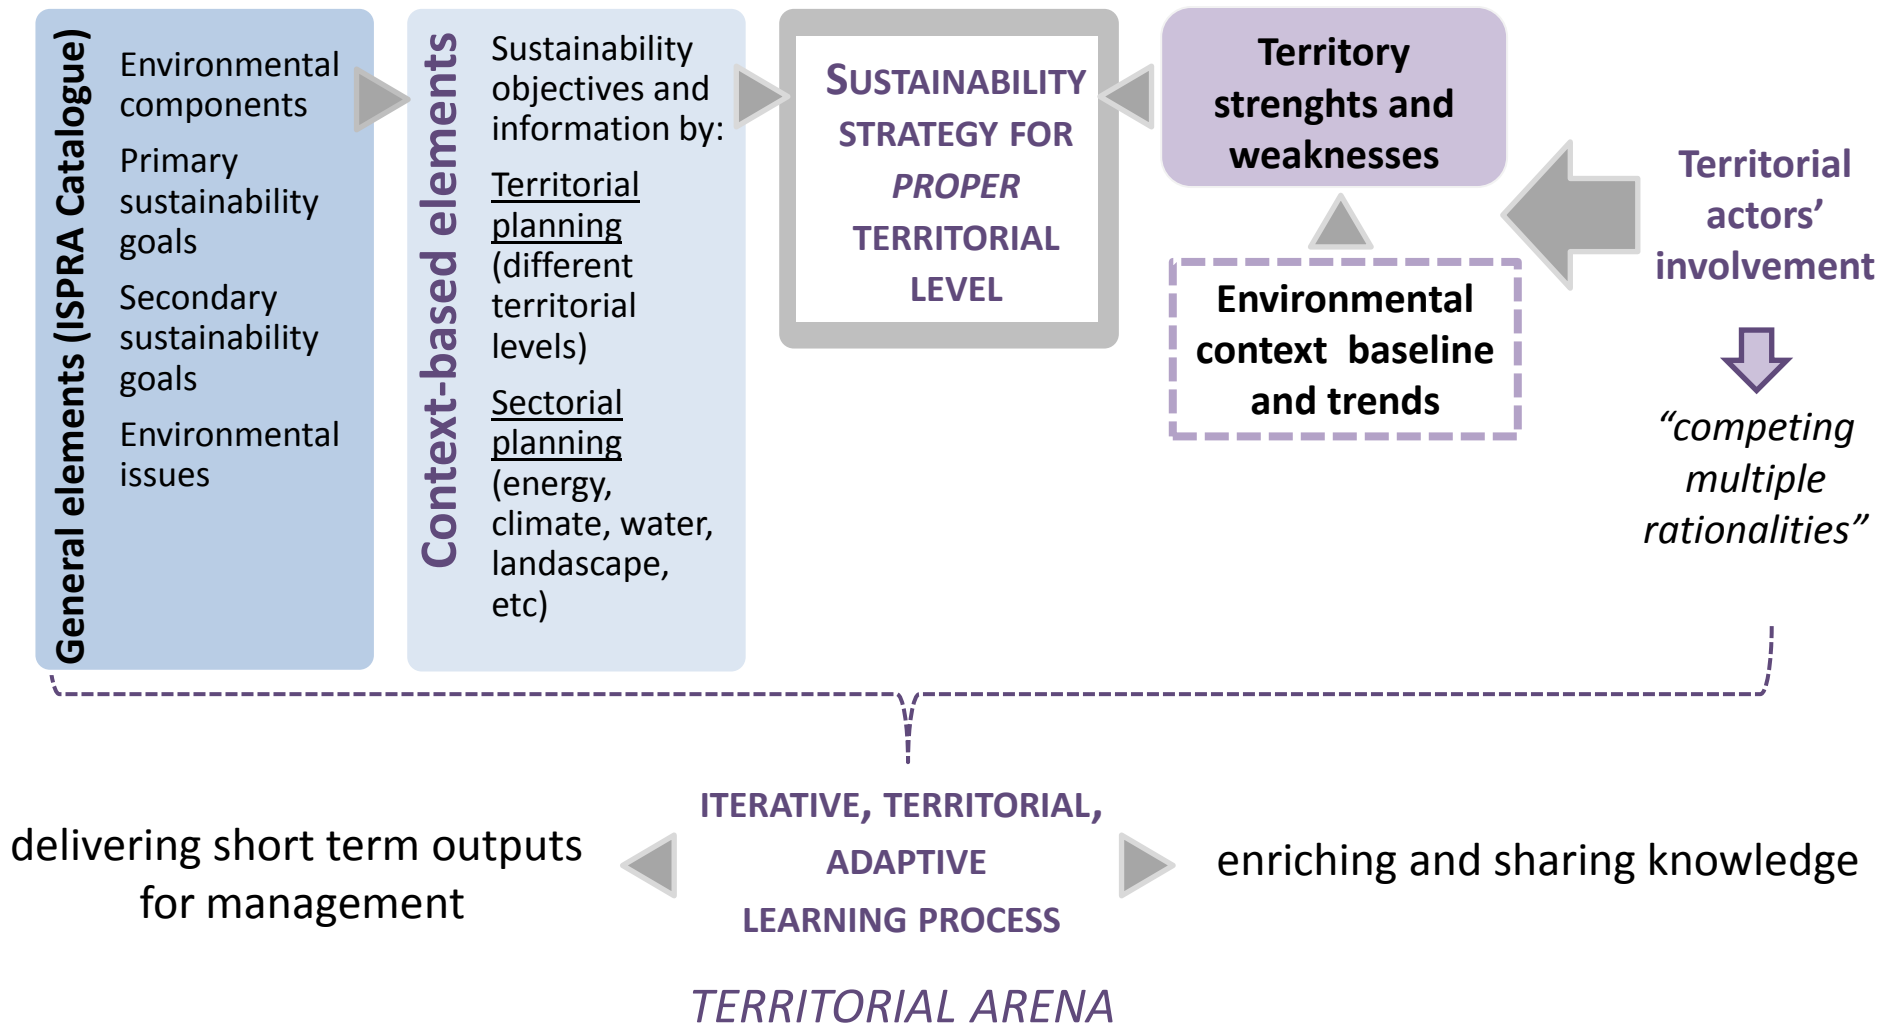 General elements (ISPRA Catalogue)
Environmental
components
Primary
sustainability
goals
Secondary
sustainability
goals
Environmental
issues
Context-based elements
Sustainability
objectives and
information by:
Territorial
planning
(different
territorial
levels)
Sectorial
planning
(energy,
climate, water,
landascape,
etc)
SUSTAINABILITY
STRATEGY FOR
PROPER
TERRITORIAL
LEVEL
Territory
strenghts and
weaknesses
Environmental
context baseline
and trends
Territorial
actors’
involvement
“competing
multiple
rationalities”
ITERATIVE, TERRITORIAL,
ADAPTIVE
LEARNING PROCESS
delivering short term outputs
for management
enriching and sharing knowledge
TERRITORIAL ARENA